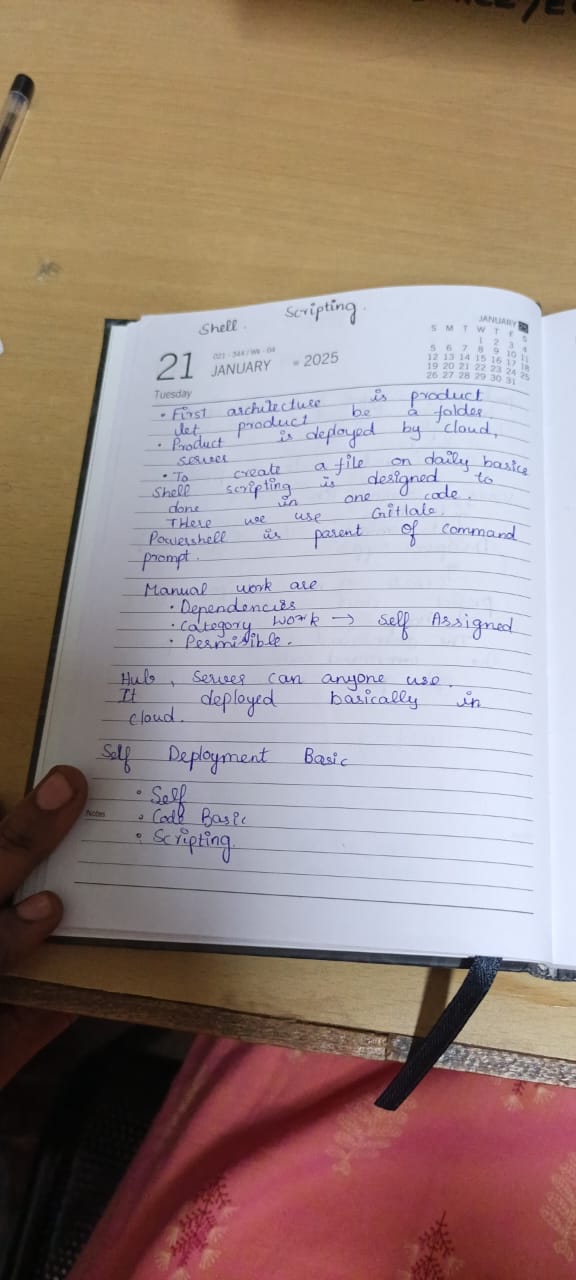 Shell. Scripting.
21
021 - 344 / Wk - 04
JANUARY - 2025
Tuesday
JANUARY
S M T W T F S
1 2 3 4
5 6 7 8 9 10 11
12 13 14 15 16 17 18
19 20 21 22 23 24 25
26 27 28 29 30 31
• First architecture is product
let product be a folder
• Product is deployed by cloud,
server
• To create a file on daily basice
Shell scripting is designed to
done in one code.
THere we use Gitlab.
Powershell is parent of command
prompt.
Manual work are
• Dependencies
• Category work → Self Assigned
• Permisible.
Hub, Server can anyone use.
It deployed basically in
cloud.
Self Deployment Basic
• Self
Notes
• Code Basic
• Scripting.